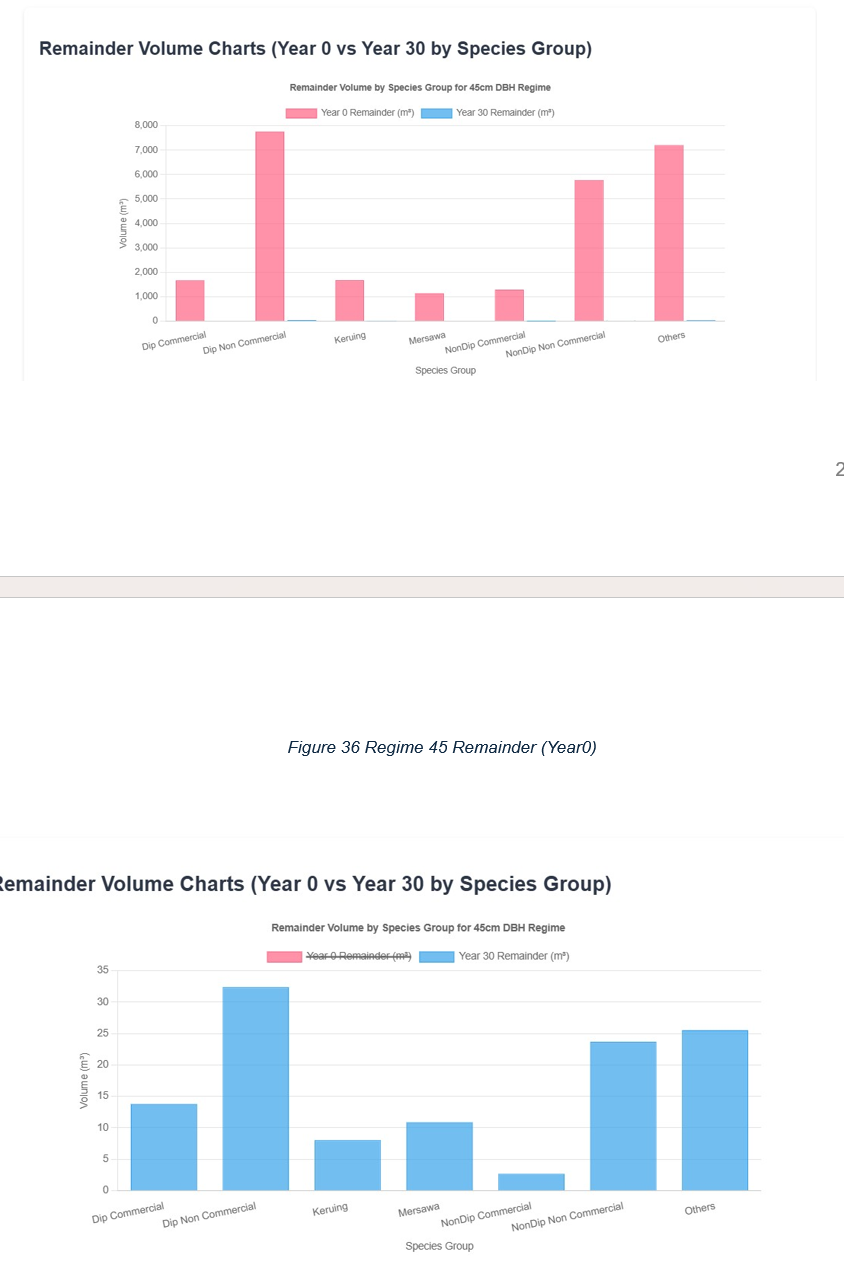 Remainder Volume Charts (Year 0 vs Year 30 by Species Group)
Remainder Volume by Species Group for 45cm DBH Regime
Year 0 Remainder (m³) Year 30 Remainder (m³)
8,000
7,000
6,000
5,000
4,000
3,000
2,000
1,000
0
Volume (m³)
Dip Commercial
Dip Non Commercial
Keruing
Mersawa
NonDip Commercial
NonDip Non Commercial
Others
Species Group
2
Figure 36 Regime 45 Remainder (Year0)
Remainder Volume Charts (Year 0 vs Year 30 by Species Group)
Remainder Volume by Species Group for 45cm DBH Regime
Year 0 Remainder (m³) Year 30 Remainder (m³)
35
30
25
20
15
10
5
0
Volume (m³)
Dip Commercial
Dip Non Commercial
Keruing
Mersawa
NonDip Commercial
NonDip Non Commercial
Others
Species Group